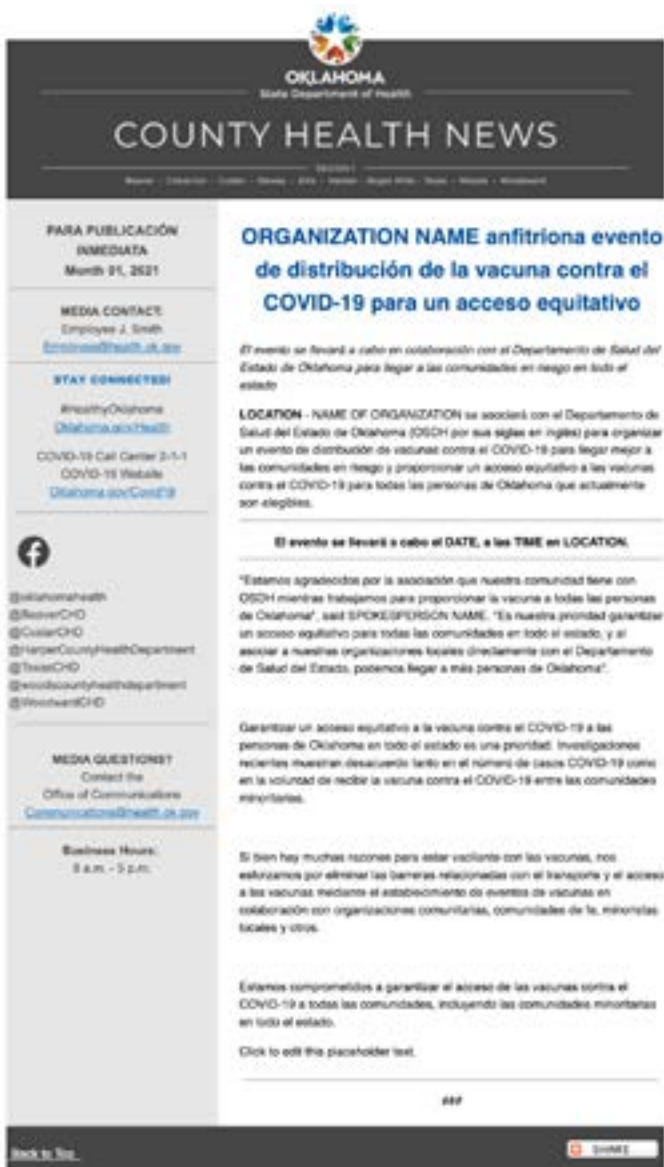 OKLAHOMA
State Department of Health
COUNTY HEALTH NEWS
PARA PUBLICACIÓN
INMEDIATA
Month 01, 2021
MEDIA CONTACT:
Employee J. Smith
Employee@health.ok.gov
STAY CONNECTED!
#HealthyOklahoma
Oklahoma.gov/Health
COVID-19 Call Center 2-1-1
COVID-19 Website
Oklahoma.gov/Covid19
@oklahomahealth
@BeaverCHD
@CusterCHD
@HarperCountyHealthDepartment
@TexasCHD
@woodscountyhealthdepartment
@WoodwardCHD
MEDIA QUESTIONS?
Contact the
Office of Communications
Communications@health.ok.gov
Business Hours:
8 a.m. - 5 p.m.
ORGANIZATION NAME anfitriona evento
de distribución de la vacuna contra el
COVID-19 para un acceso equitativo
El evento se llevará a cabo en colaboración con el Departamento de Salud del
Estado de Oklahoma para llegar a las comunidades en riesgo en todo el
estado
LOCATION - NAME OF ORGANIZATION se asociará con el Departamento de
Salud del Estado de Oklahoma (OSDH por sus siglas en inglés) para organizar
un evento de distribución de vacunas contra el COVID-19 para llegar mejor a
las comunidades en riesgo y proporcionar un acceso equitativo a las vacunas
contra el COVID-19 para todas las personas de Oklahoma que actualmente
son elegibles.
El evento se llevará a cabo el DATE, a las TIME en LOCATION.
"Estamos agradecidos por la asociación que nuestra comunidad tiene con
OSDH mientras trabajamos para proporcionar la vacuna a todas las personas
de Oklahoma", said SPOKESPERSON NAME. "Es nuestra prioridad garantizar
un acceso equitativo para todas las comunidades en todo el estado, y al
asociar a nuestras organizaciones locales directamente con el Departamento
de Salud del Estado, podemos llegar a más personas de Oklahoma".
Garantizar un acceso equitativo a la vacuna contra el COVID-19 a las
personas de Oklahoma en todo el estado es una prioridad. Investigaciones
recientes muestran desacuerdo tanto en el número de casos COVID-19 como
en la voluntad de recibir la vacuna contra el COVID-19 entre las comunidades
minoritarias.
Si bien hay muchas razones para estar vacilante con las vacunas, nos
esforzamos por eliminar las barreras relacionadas con el transporte y el acceso
a las vacunas mediante el establecimiento de eventos de vacunas en
colaboración con organizaciones comunitarias, comunidades de fe, minoristas
locales y otros.
Estamos comprometidos a garantizar el acceso de las vacunas contra el
COVID-19 a todas las comunidades, incluyendo las comunidades minoritarias
en todo el estado.
Click to edit this placeholder text.
###
Back to Top
SHARE